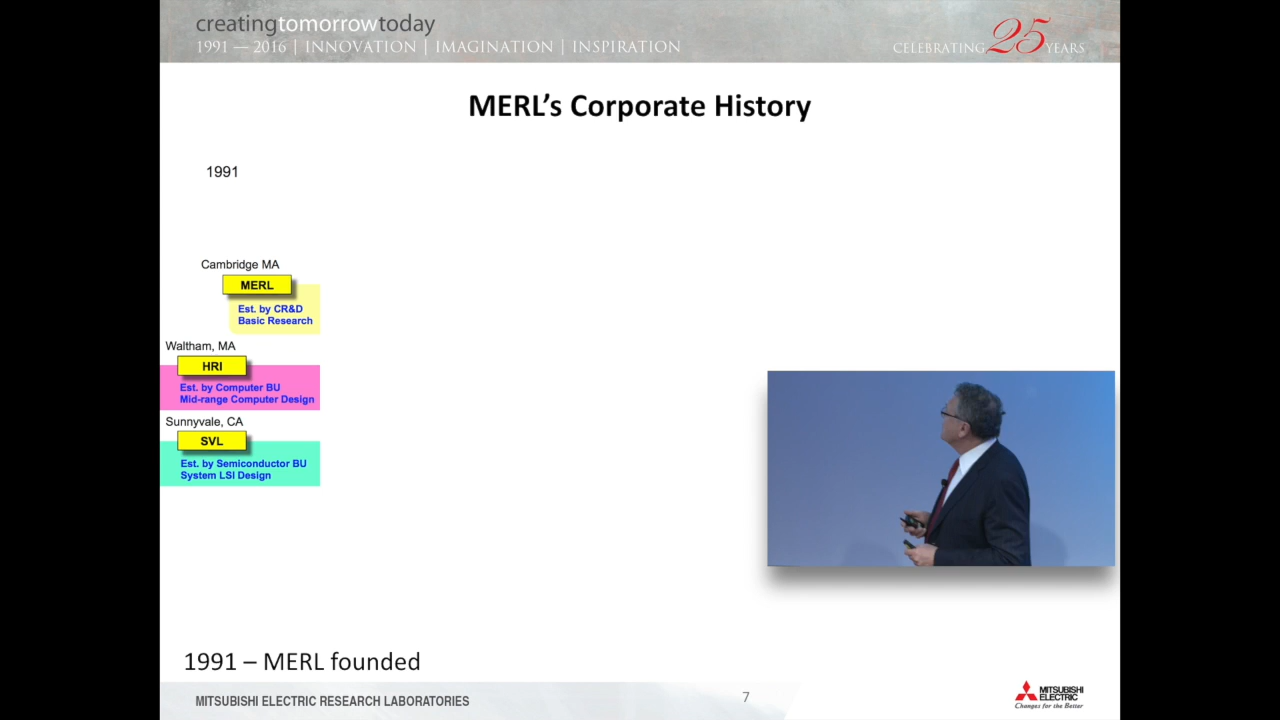 creatingtomorrowtoday
1991 — 2016 | INNOVATION | IMAGINATION | INSPIRATION
CELEBRATING 25 YEARS
MERL’s Corporate History
1991
Cambridge MA
MERL
Est. by CR&D
Basic Research
Waltham, MA
HRI
Est. by Computer BU
Mid-range Computer Design
Sunnyvale, CA
SVL
Est. by Semiconductor BU
System LSI Design
1991 – MERL founded
MITSUBISHI ELECTRIC RESEARCH LABORATORIES
7
MITSUBISHI
ELECTRIC
Changes for the Better